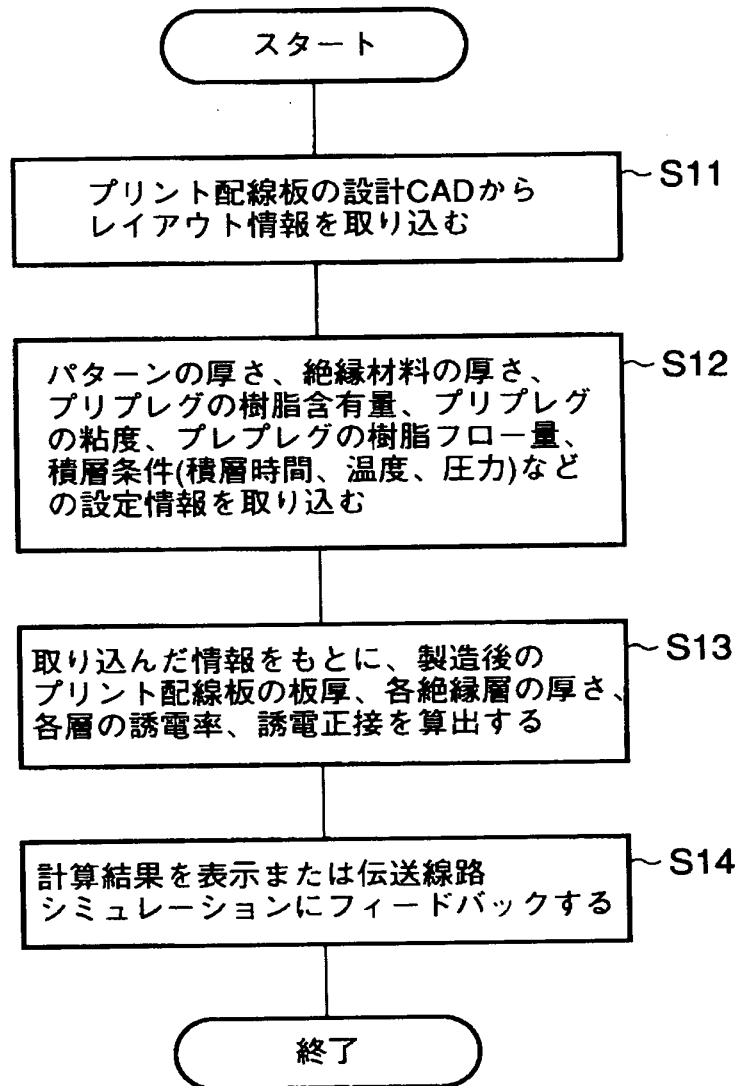 スタート
S11
プリント配線板の設計CADから
レイアウト情報を取り込む
S12
パターンの厚さ、絶縁材料の厚さ、
プリプレグの樹脂含有量、プリプレグ
の粘度、プレプレグの樹脂フロー量、
積層条件(積層時間、温度、圧力)など
の設定情報を取り込む
S13
取り込んだ情報をもとに、製造後の
プリント配線板の板厚、各絶縁層の厚さ、
各層の誘電率、誘電正接を算出する
S14
計算結果を表示または伝送線路
シミュレーションにフィードバックする
終了